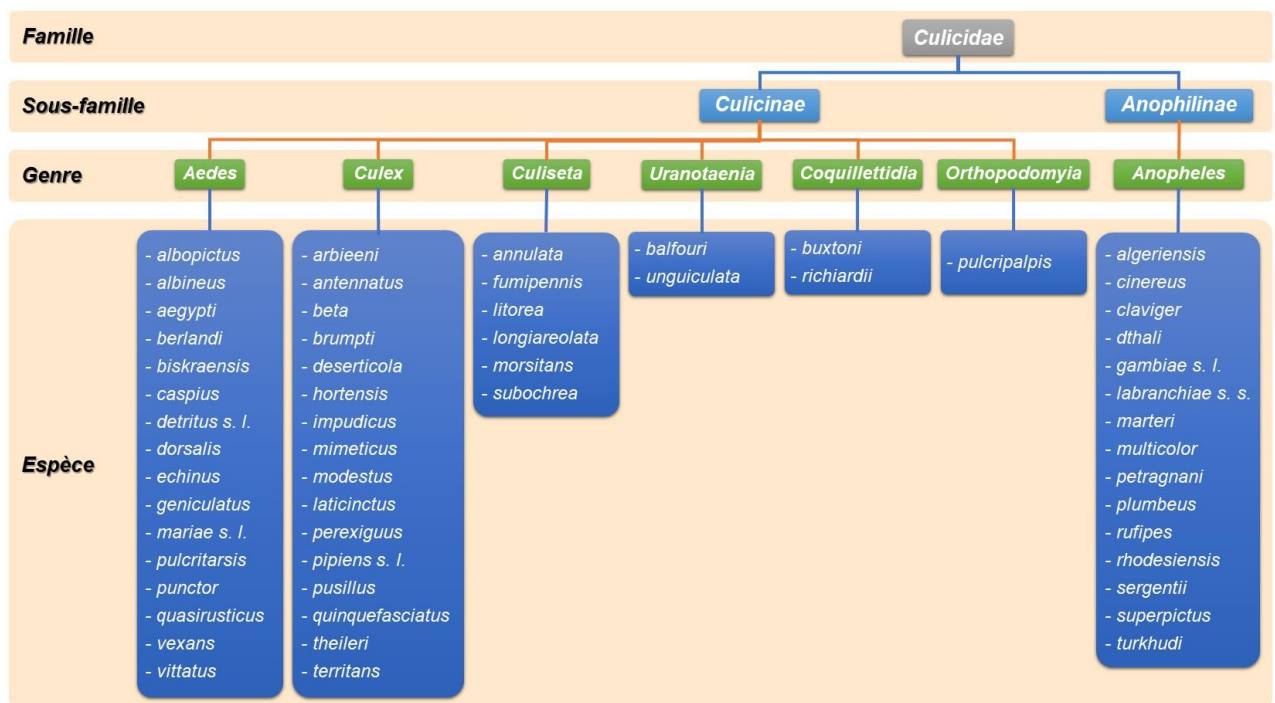 Famille
Culicidae
Sous-famille
Culicinae
Anophilinae
Genre
Aedes
Culex
Culiseta
Uranotaenia
Coquillettidia
Orthopodomyia
Anopheles
Espèce
- albopictus
- albineus
- aegypti
- berlandi
- biskraensis
- caspius
- detritus s. l.
- dorsalis
- echinus
- geniculatus
- mariae s. l.
- pulcritarsis
- punctor
- quasirusticus
- vexans
- vittatus
- arbieeni
- antennatus
- beta
- brumpti
- deserticola
- hortensis
- impudicus
- mimeticus
- modestus
- laticinctus
- perexiguus
- pipiens s. l.
- pusillus
- quinquefasciatus
- theileri
- territans
- annulata
- fumipennis
- litorea
- longiareolata
- morsitans
- subochrea
- balfouri
- unguiculata
- buxtoni
- richiardii
- pulcripalpis
- algeriensis
- cinereus
- claviger
- dthali
- gambiae s. l.
- labranchiae s. s.
- marteri
- multicolor
- petragnani
- plumbeus
- rufipes
- rhodesiensis
- sergentii
- superpictus
- turkhudi